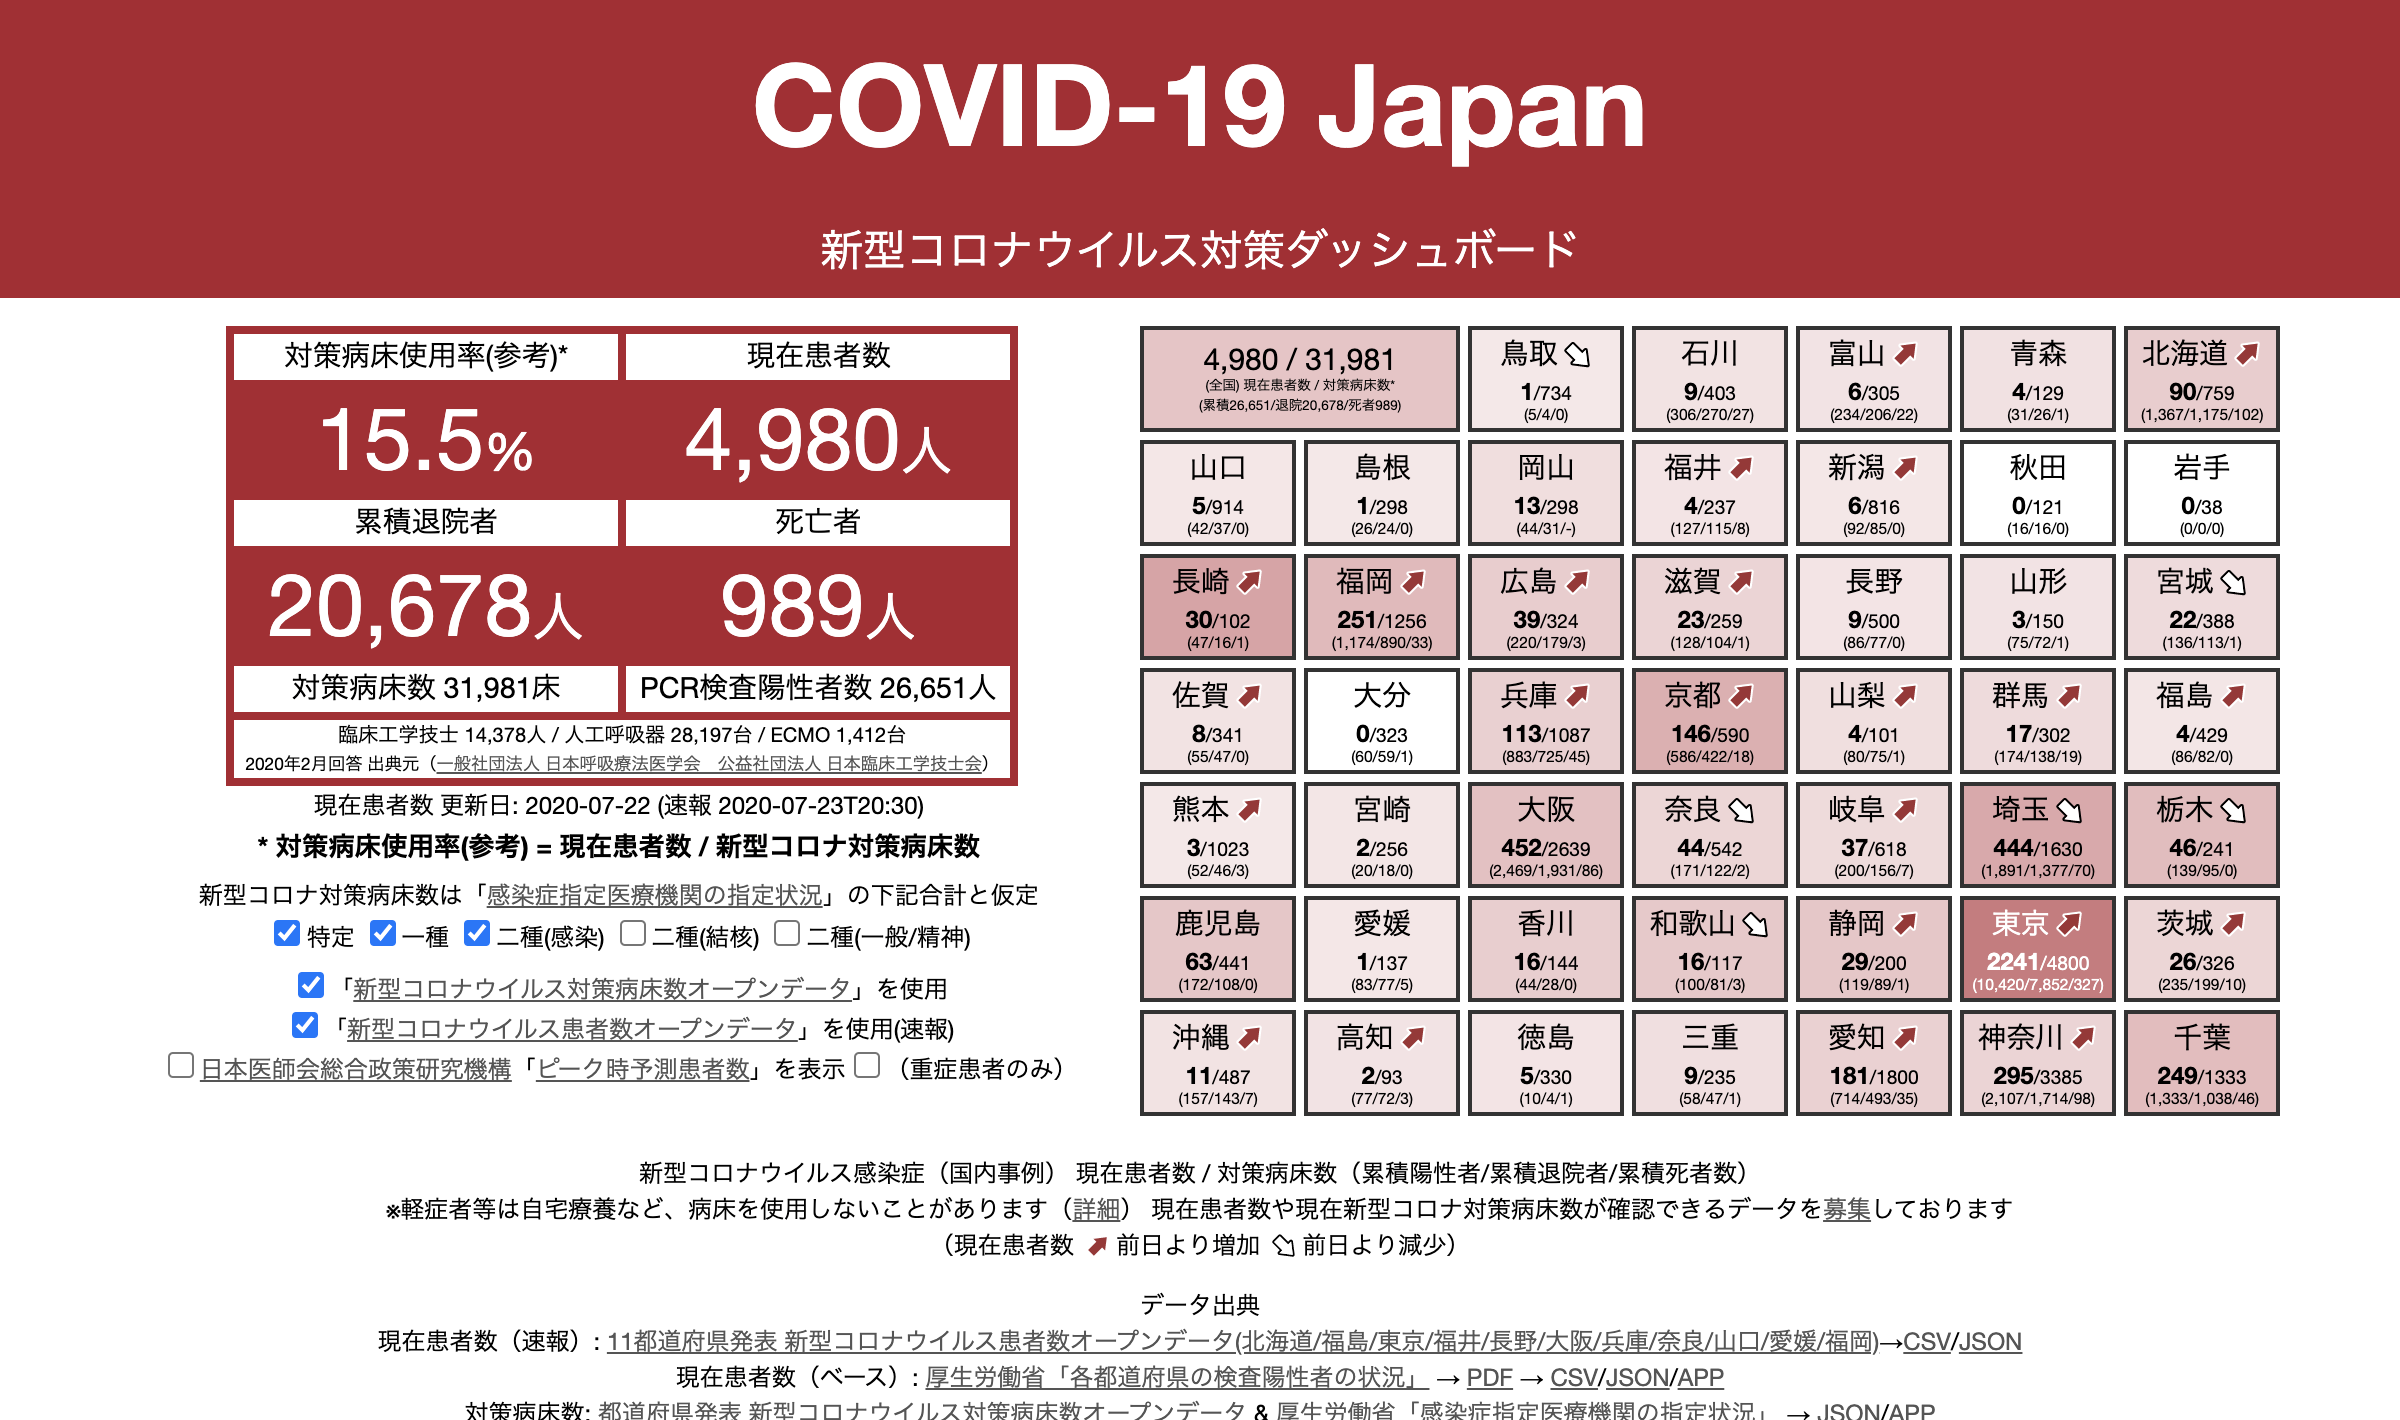 COVID-19 Japan
新型コロナウイルス対策ダッシュボード
対策病床使用率(参考)*
現在患者数
15.5%
4,980人
累積退院者
死亡者
20,678人
989人
対策病床数 31,981床
PCR検査陽性者数 26,651人
臨床工学技士 14,378人 / 人工呼吸器 28,197台 / ECMO 1,412台
2020年2月回答 出典元（一般社団法人 日本呼吸療法医学会　公益社団法人 日本臨床工学技士会）
現在患者数 更新日: 2020-07-22 (速報 2020-07-23T20:30)
* 対策病床使用率(参考) = 現在患者数 / 新型コロナ対策病床数
新型コロナ対策病床数は「感染症指定医療機関の指定状況」の下記合計と仮定
特定 一種 二種(感染) 二種(結核) 二種(一般/精神)
「新型コロナウイルス対策病床数オープンデータ」を使用
「新型コロナウイルス患者数オープンデータ」を使用(速報)
日本医師会総合政策研究機構「ピーク時予測患者数」を表示 （重症患者のみ）
4,980 / 31,981
(全国) 現在患者数 / 対策病床数*
(累積26,651/退院20,678/死者989)
鳥取
1/734
(5/4/0)
石川
9/403
(306/270/27)
富山
6/305
(234/206/22)
青森
4/129
(31/26/1)
北海道
90/759
(1,367/1,175/102)
山口
5/914
(42/37/0)
島根
1/298
(26/24/0)
岡山
13/298
(44/31/-)
福井
4/237
(127/115/8)
新潟
6/816
(92/85/0)
秋田
0/121
(16/16/0)
岩手
0/38
(0/0/0)
長崎
30/102
(47/16/1)
福岡
251/1256
(1,174/890/33)
広島
39/324
(220/179/3)
滋賀
23/259
(128/104/1)
長野
9/500
(86/77/0)
山形
3/150
(75/72/1)
宮城
22/388
(136/113/1)
佐賀
8/341
(55/47/0)
大分
0/323
(60/59/1)
兵庫
113/1087
(883/725/45)
京都
146/590
(586/422/18)
山梨
4/101
(80/75/1)
群馬
17/302
(174/138/19)
福島
4/429
(86/82/0)
熊本
3/1023
(52/46/3)
宮崎
2/256
(20/18/0)
大阪
452/2639
(2,469/1,931/86)
奈良
44/542
(171/122/2)
岐阜
37/618
(200/156/7)
埼玉
444/1630
(1,891/1,377/70)
栃木
46/241
(139/95/0)
鹿児島
63/441
(172/108/0)
愛媛
1/137
(83/77/5)
香川
16/144
(44/28/0)
和歌山
16/117
(100/81/3)
静岡
29/200
(119/89/1)
東京
2241/4800
(10,420/7,852/327)
茨城
26/326
(235/199/10)
沖縄
11/487
(157/143/7)
高知
2/93
(77/72/3)
徳島
5/330
(10/4/1)
三重
9/235
(58/47/1)
愛知
181/1800
(714/493/35)
神奈川
295/3385
(2,107/1,714/98)
千葉
249/1333
(1,333/1,038/46)
新型コロナウイルス感染症（国内事例） 現在患者数 / 対策病床数（累積陽性者/累積退院者/累積死者数）
※軽症者等は自宅療養など、病床を使用しないことがあります（詳細） 現在患者数や現在新型コロナ対策病床数が確認できるデータを募集しております
（現在患者数 前日より増加 前日より減少）
データ出典
現在患者数（速報）: 11都道府県発表 新型コロナウイルス患者数オープンデータ(北海道/福島/東京/福井/長野/大阪/兵庫/奈良/山口/愛媛/福岡)→CSV/JSON
現在患者数（ベース）: 厚生労働省「各都道府県の検査陽性者の状況」 → PDF → CSV/JSON/APP
対策病床数: 都道府県発表 新型コロナウイルス対策病床数オープンデータ & 厚生労働省「感染症指定医療機関の指定状況」 → JSON/APP